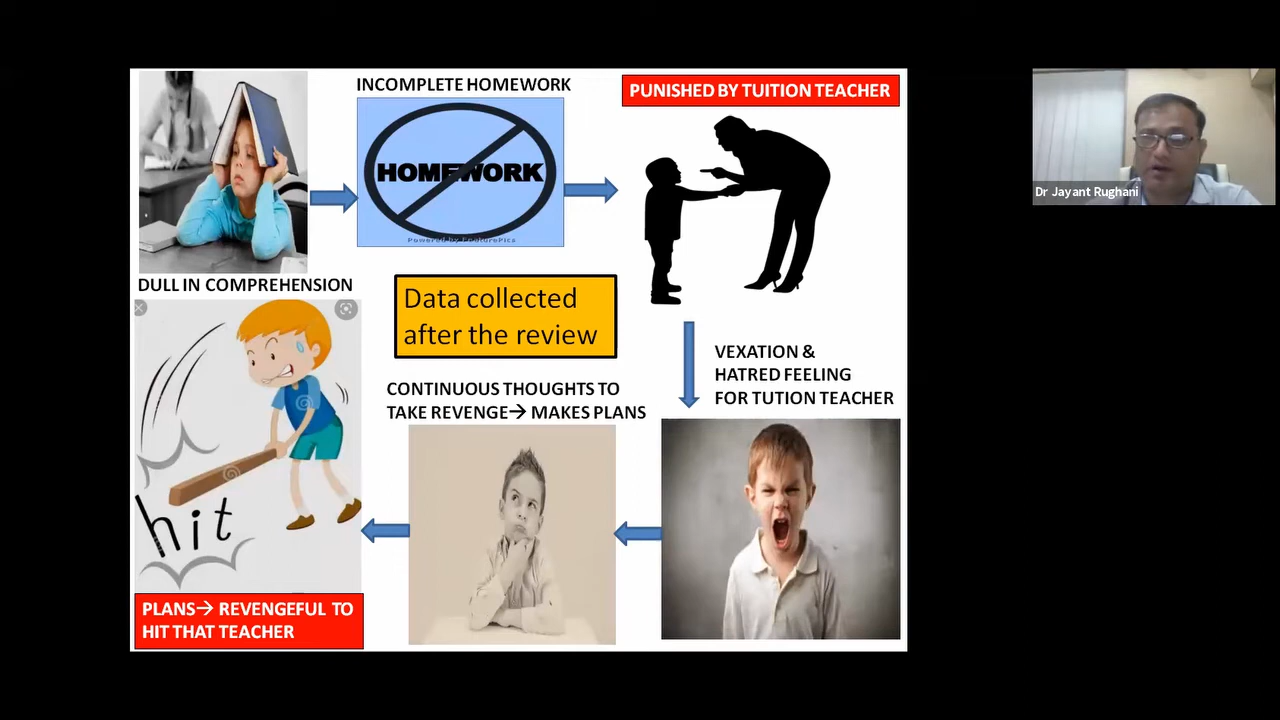 INCOMPLETE HOMEWORK
PUNISHED BY TUITION TEACHER
HOMEWORK
Dr Jayant Rughani
DULL IN COMPREHENSION
Data collected
after the review
VEXATION &
HATRED FEELING
FOR TUTION TEACHER
CONTINUOUS THOUGHTS TO
TAKE REVENGE→ MAKES PLANS
hit
PLANS→ REVENGEFUL TO
HIT THAT TEACHER